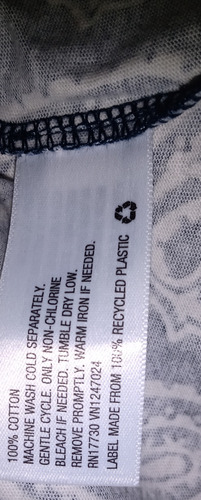 100% COTTON
MACHINE WASH COLD SEPARATELY.
GENTLE CYCLE. ONLY NON-CHLORINE
BLEACH IF NEEDED. TUMBLE DRY LOW.
REMOVE PROMPTLY. WARM IRON IF NEEDED.
RN17730 VN1247024
LABEL MADE FROM 100% RECYCLED PLASTIC